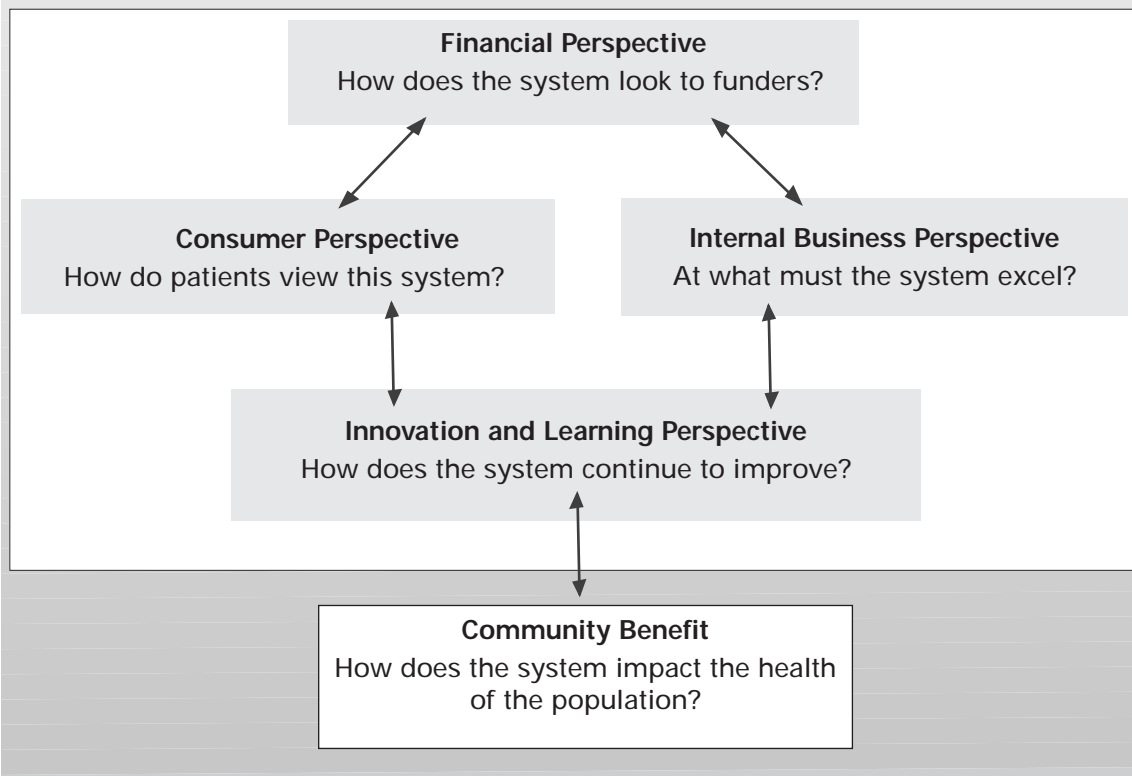 Financial Perspective
How does the system look to funders?
Consumer Perspective
How do patients view this system?
Internal Business Perspective
At what must the system excel?
Innovation and Learning Perspective
How does the system continue to improve?
Community Benefit
How does the system impact the health
of the population?